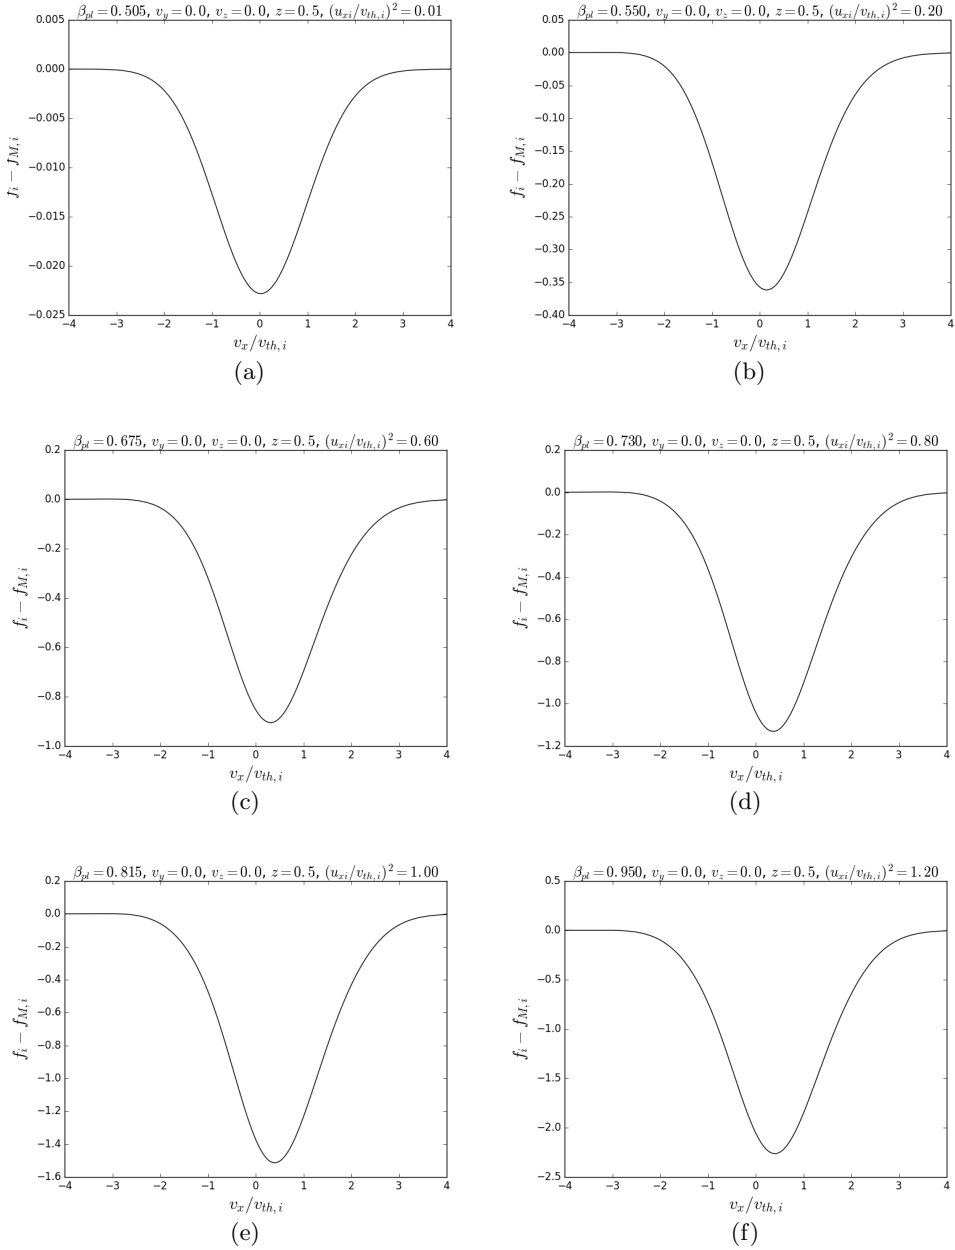 β_pl = 0.505, v_y = 0.0, v_z = 0.0, z = 0.5, (u_xi/v_th,i)^2 = 0.01
0.005
0.000
−0.005
−0.010
−0.015
−0.020
−0.025
f_i − f_M,i
−4 −3 −2 −1 0 1 2 3 4
v_x/v_th,i
(a)
β_pl = 0.550, v_y = 0.0, v_z = 0.0, z = 0.5, (u_xi/v_th,i)^2 = 0.20
0.05
0.00
−0.05
−0.10
−0.15
−0.20
−0.25
−0.30
−0.35
−0.40
f_i − f_M,i
−4 −3 −2 −1 0 1 2 3 4
v_x/v_th,i
(b)
β_pl = 0.675, v_y = 0.0, v_z = 0.0, z = 0.5, (u_xi/v_th,i)^2 = 0.60
0.2
0.0
−0.2
−0.4
−0.6
−0.8
−1.0
f_i − f_M,i
−4 −3 −2 −1 0 1 2 3 4
v_x/v_th,i
(c)
β_pl = 0.730, v_y = 0.0, v_z = 0.0, z = 0.5, (u_xi/v_th,i)^2 = 0.80
0.2
0.0
−0.2
−0.4
−0.6
−0.8
−1.0
−1.2
f_i − f_M,i
−4 −3 −2 −1 0 1 2 3 4
v_x/v_th,i
(d)
β_pl = 0.815, v_y = 0.0, v_z = 0.0, z = 0.5, (u_xi/v_th,i)^2 = 1.00
0.2
0.0
−0.2
−0.4
−0.6
−0.8
−1.0
−1.2
−1.4
−1.6
f_i − f_M,i
−4 −3 −2 −1 0 1 2 3 4
v_x/v_th,i
(e)
β_pl = 0.950, v_y = 0.0, v_z = 0.0, z = 0.5, (u_xi/v_th,i)^2 = 1.20
0.5
0.0
−0.5
−1.0
−1.5
−2.0
−2.5
f_i − f_M,i
−4 −3 −2 −1 0 1 2 3 4
v_x/v_th,i
(f)